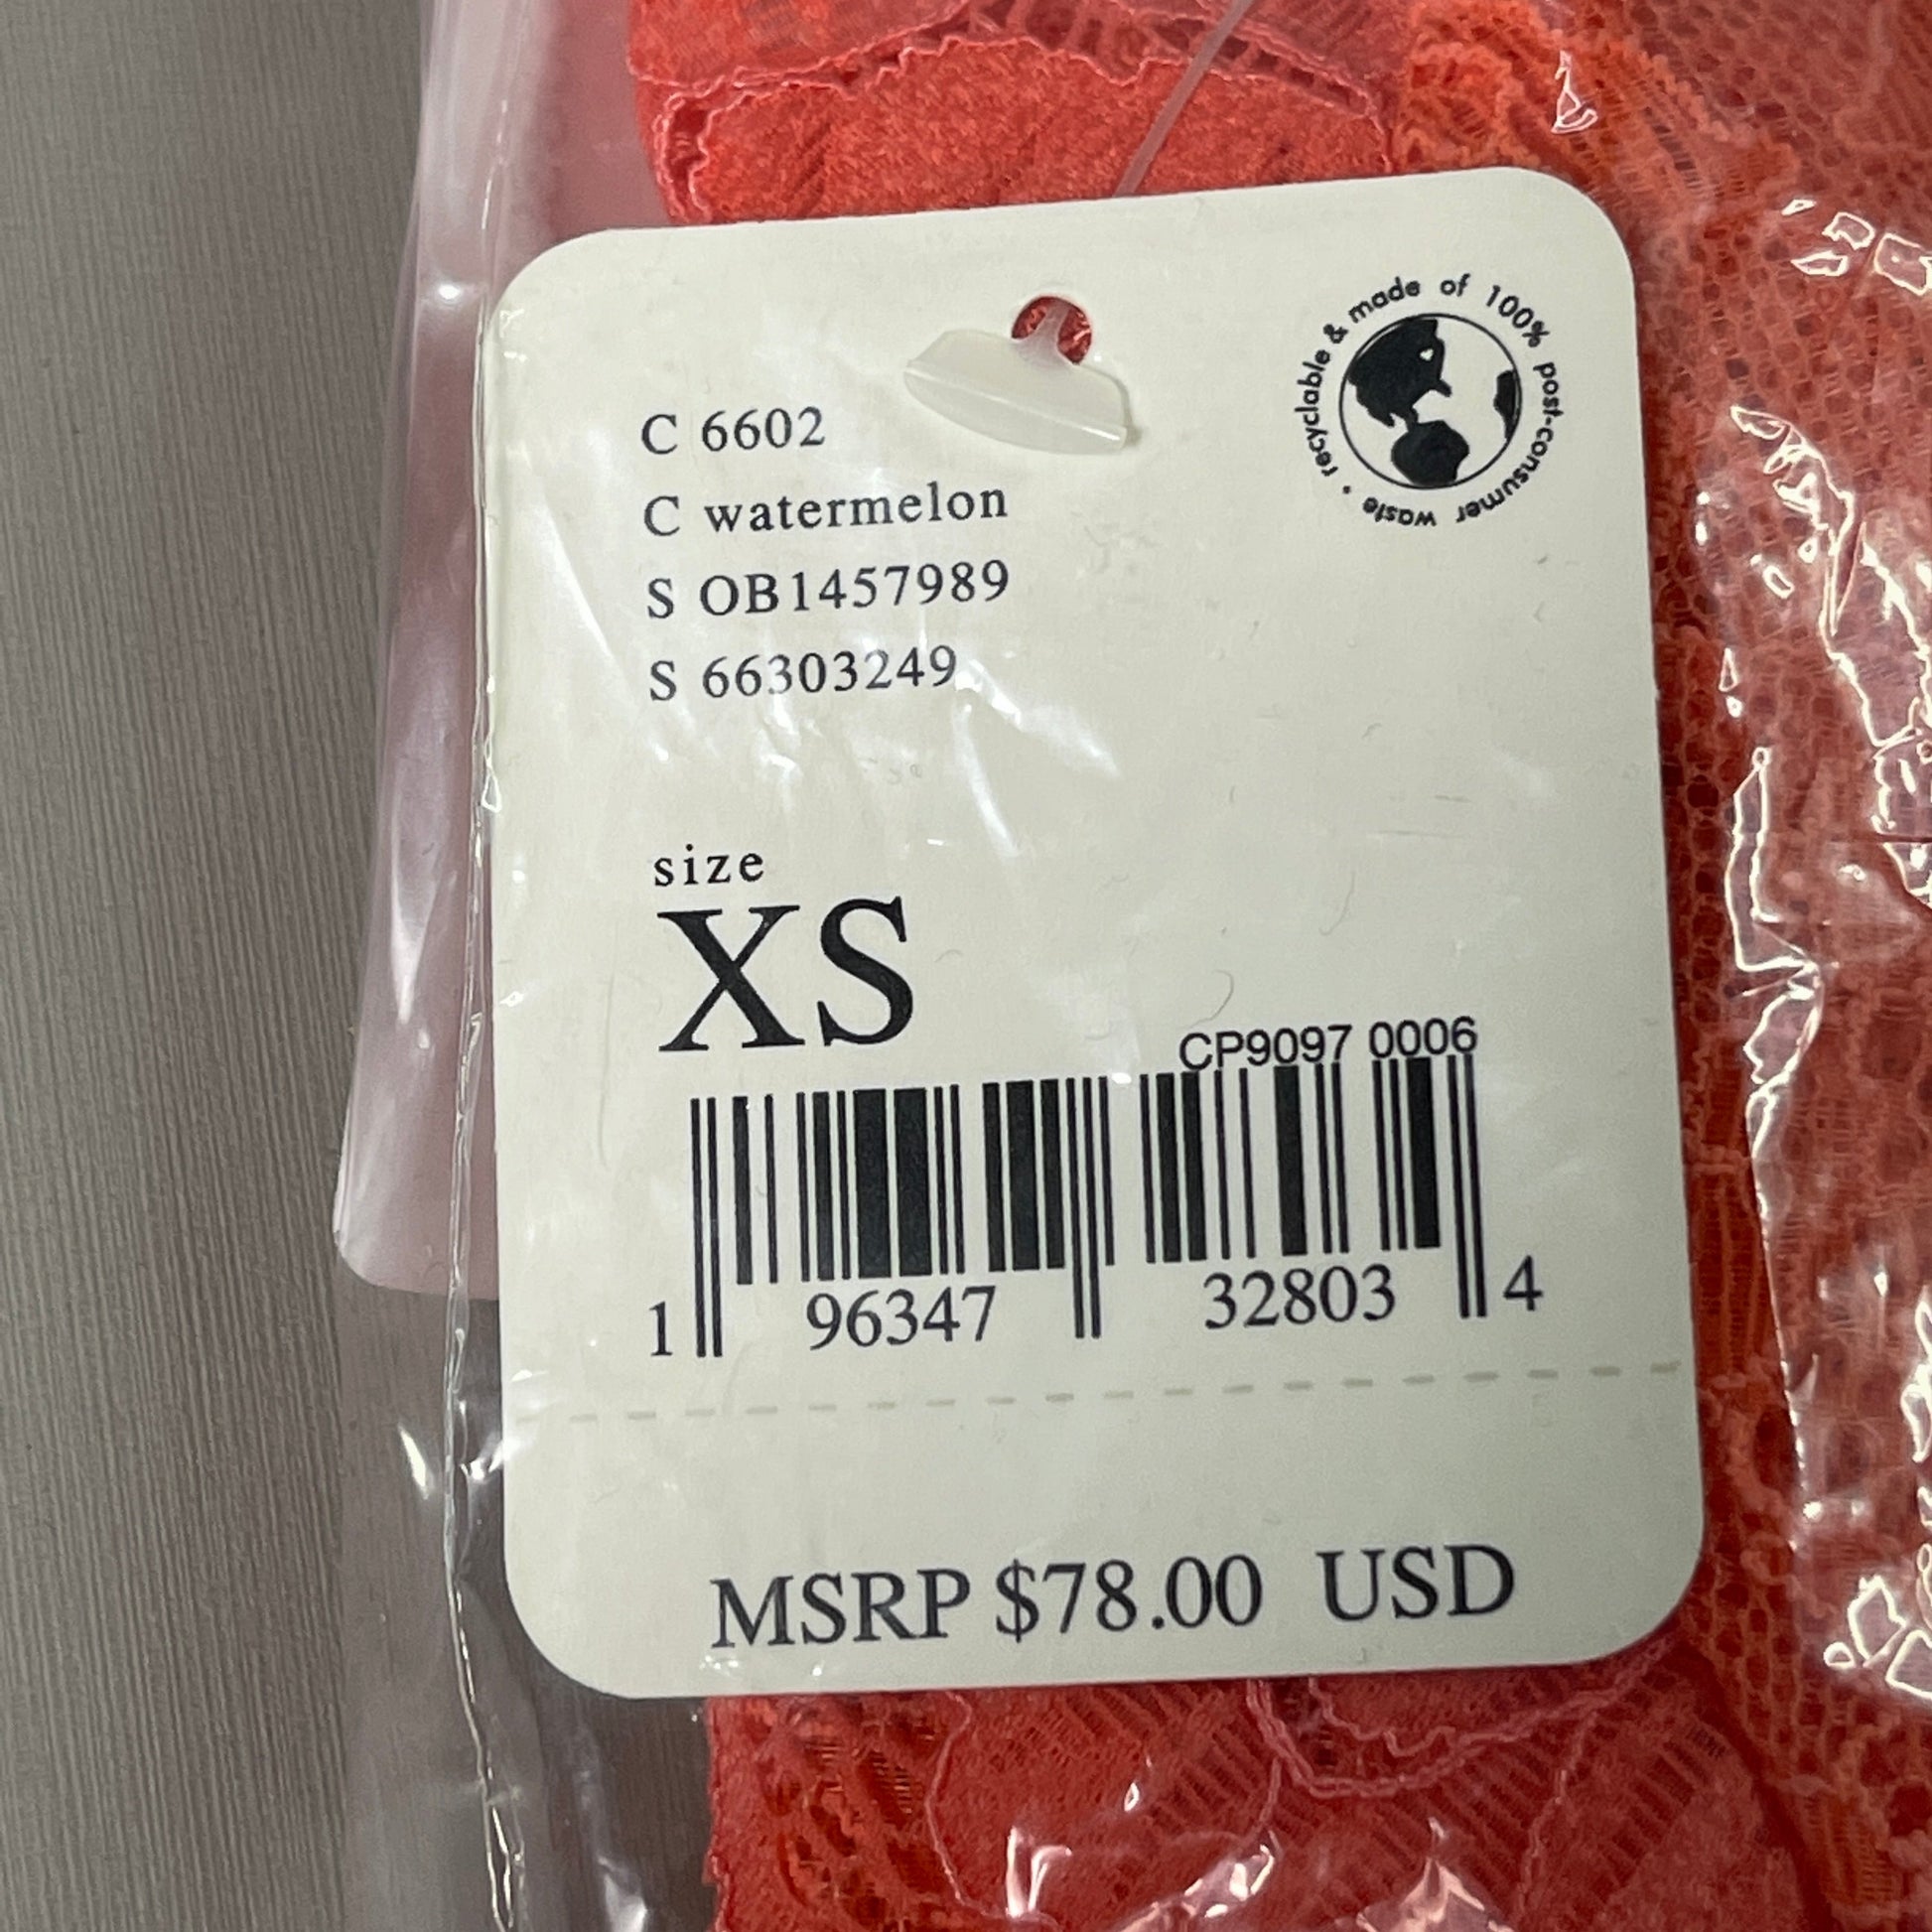 recyclable & made of 100% post-consumer waste •
C 6602
C watermelon
S OB1457989
S 66303249
size
XS
CP9097 0006
1 96347 32803 4
MSRP $78.00 USD